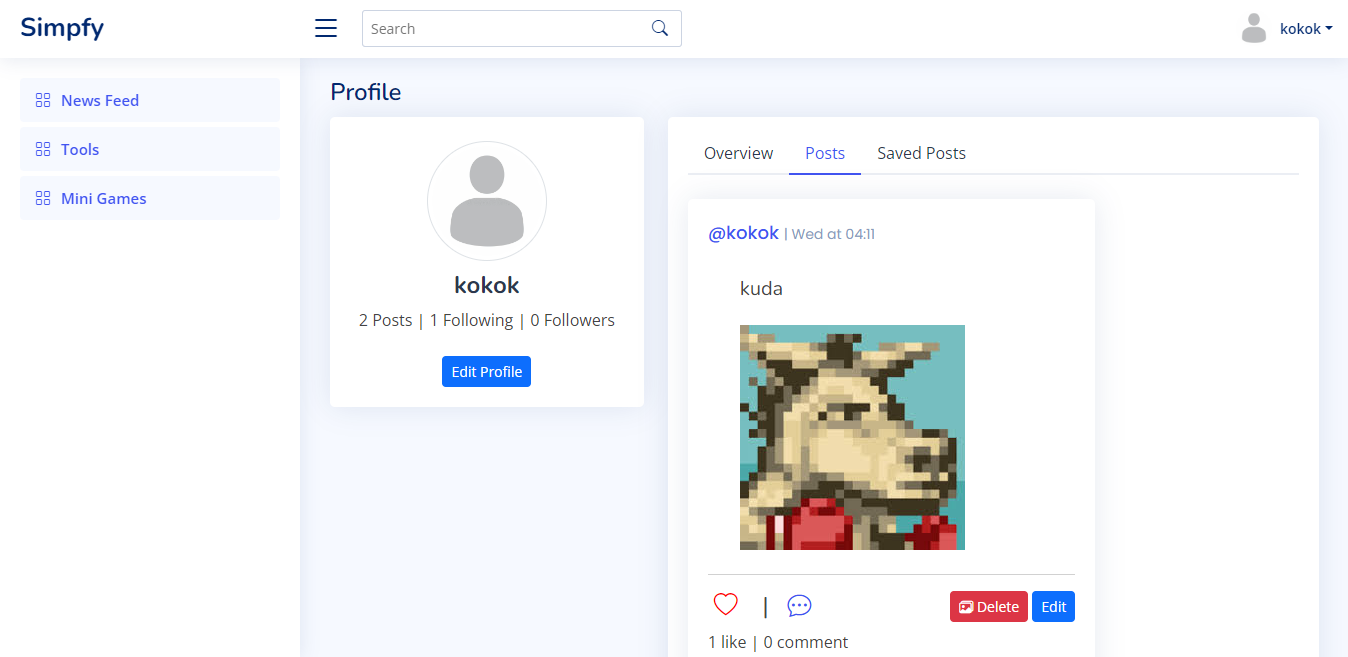 Simpfy
Search
kokok
News Feed
Tools
Mini Games
Profile
kokok
2 Posts | 1 Following | 0 Followers
Edit Profile
Overview Posts Saved Posts
@kokok | Wed at 04:11
kuda
| Delete Edit
1 like | 0 comment